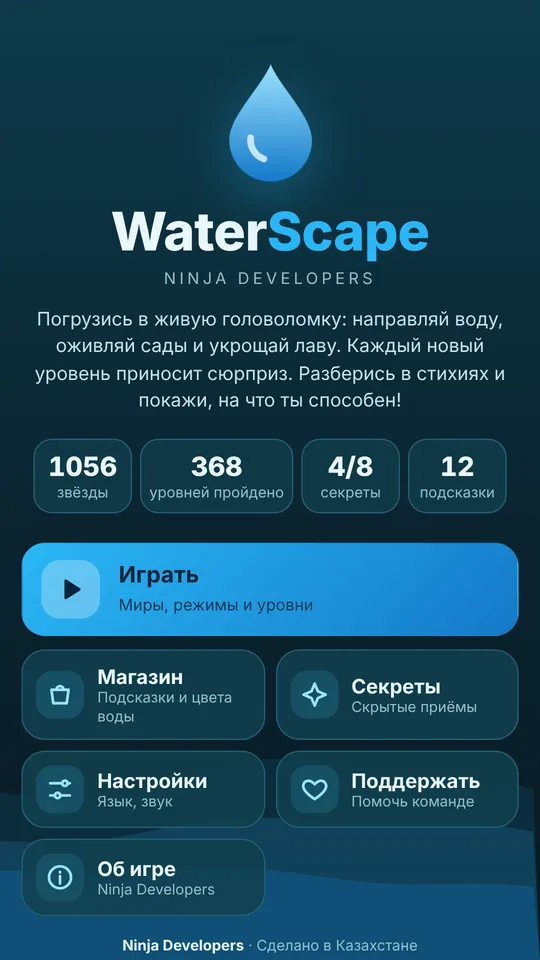 WaterScape
NINJA DEVELOPERS
Погрузись в живую головоломку: направляй воду,
оживляй сады и укрощай лаву. Каждый новый
уровень приносит сюрприз. Разберись в стихиях и
покажи, на что ты способен!
1056
звёзды
368
уровней пройдено
4/8
секреты
12
подсказки
Играть
Миры, режимы и уровни
Магазин
Подсказки и цвета
воды
Секреты
Скрытые приёмы
Настройки
Язык, звук
Поддержать
Помочь команде
Об игре
Ninja Developers
Ninja Developers · Сделано в Казахстане